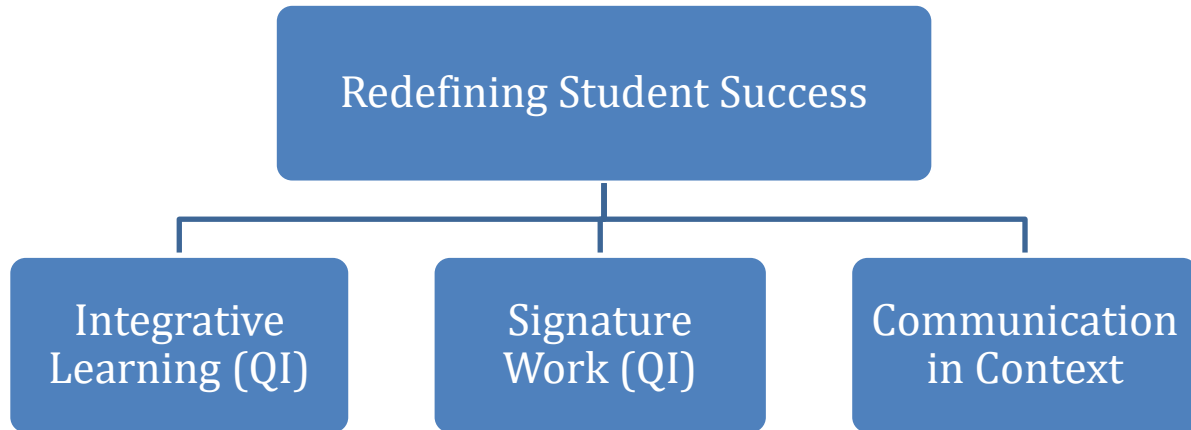 Redefining Student Success
Integrative
Learning (QI)
Signature
Work (QI)
Communication
in Context